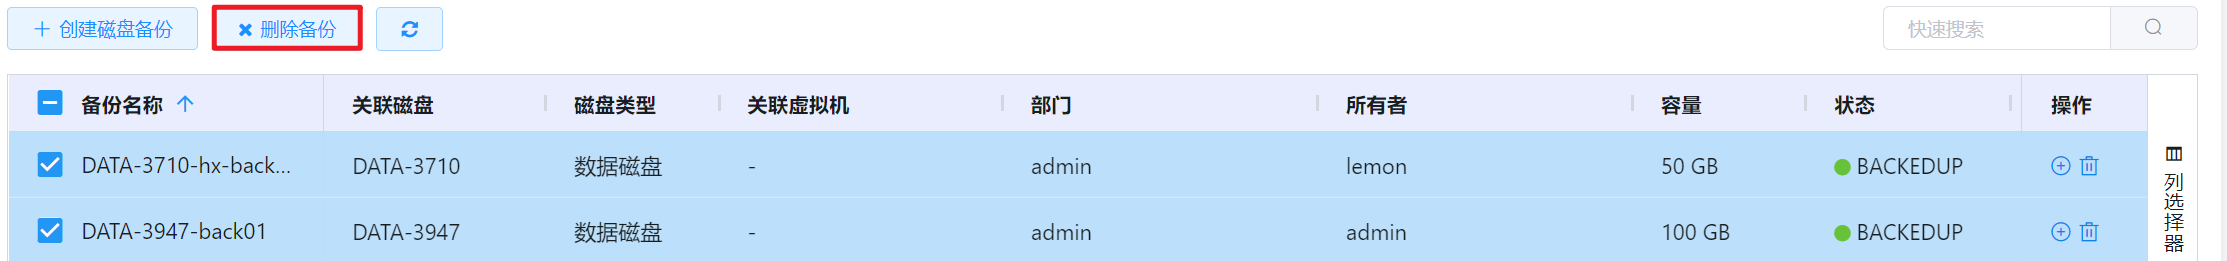 创建磁盘备份 删除备份 快速搜索
备份名称 关联磁盘 磁盘类型 关联虚拟机 部门 所有者 容量 状态 操作
DATA-3710-hx-back... DATA-3710 数据磁盘 - admin lemon 50 GB BACKEDUP
DATA-3947-back01 DATA-3947 数据磁盘 - admin admin 100 GB BACKEDUP
列选择器